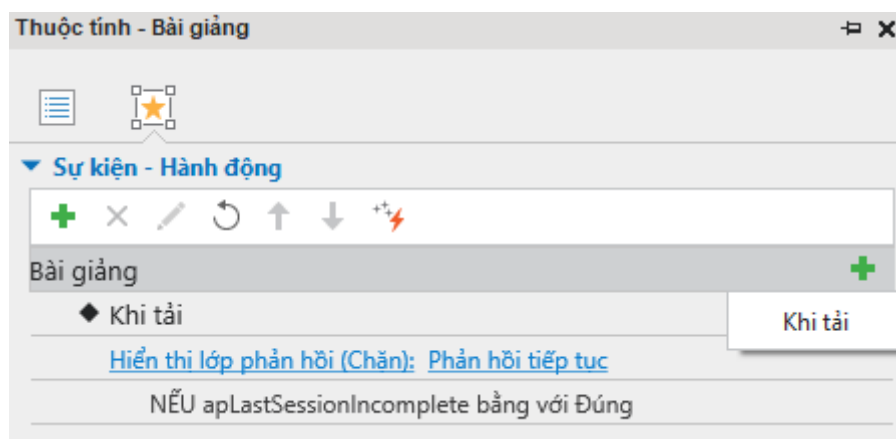 Thuộc tính - Bài giảng
Sự kiện - Hành động
Bài giảng
Khi tải
Khi tải
Hiển thị lớp phản hồi (Chặn): Phản hồi tiếp tục
NẾU apLastSessionIncomplete bằng với Đúng